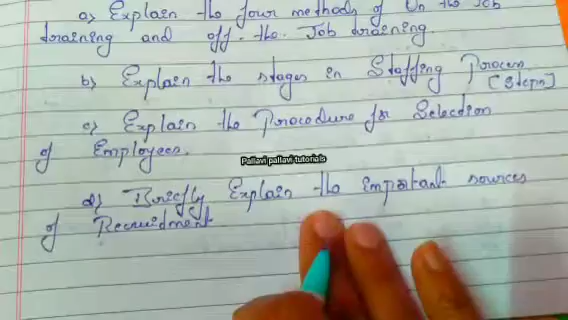 a) Explain the four methods of On the Job
training and off-the-Job training.
b) Explain the stages in Staffing Process
[Steps]
c) Explain the Procedure for Selection
of Employees.
Pallavi pallavi tutorials
d) Briefly Explain the important sources
of Recruidment